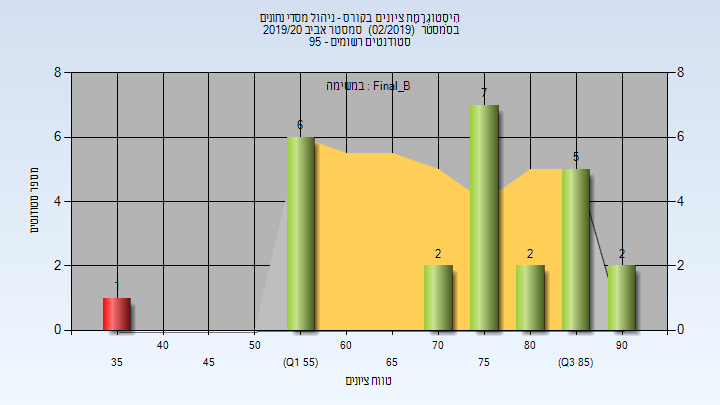 היסטוגרמת ציונים בקורס - ניהול מסדי נתונים
בסמסטר (02/2019) סמסטר אביב 2019/20
סטודנטים רשומים - 95
במשימה : Final_B
8 8
6 6
4 4
2 2
0 0
1 6 2 7 2 5 2
מספר סטודנטים
40 50 60 70 80 90
35 45 (Q1 55) 65 75 (Q3 85)
טווח ציונים